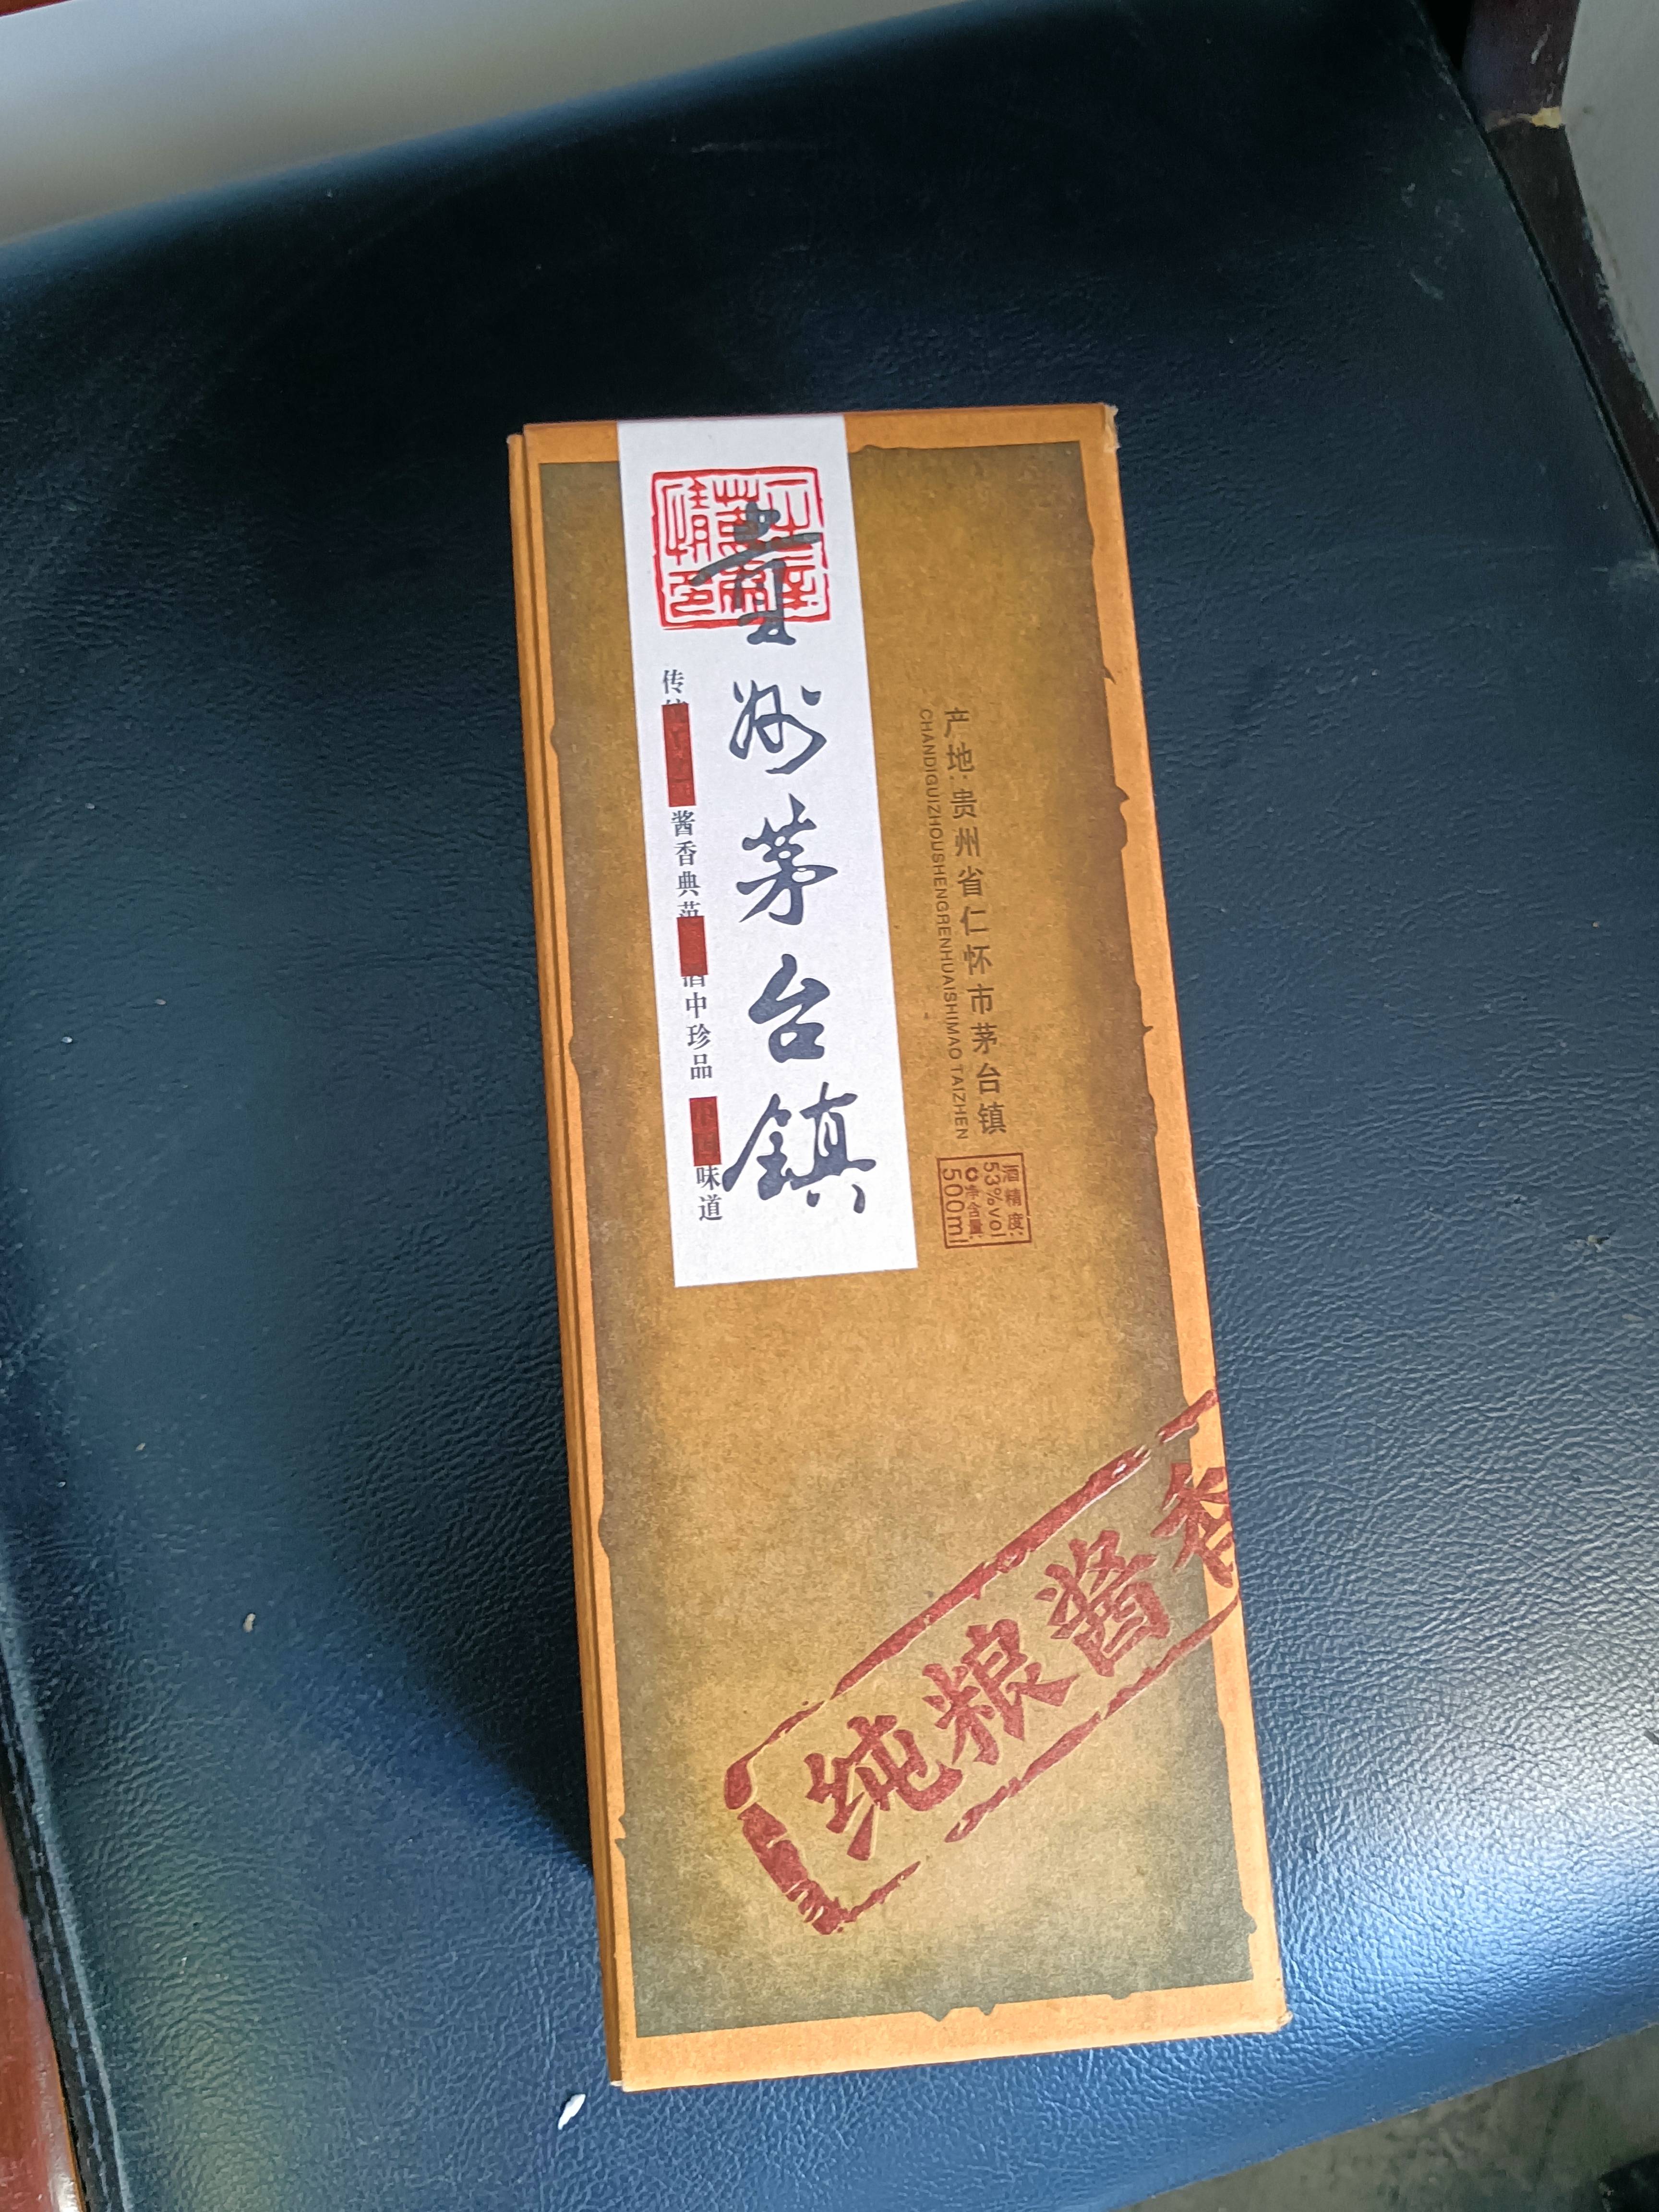 貴州茅台镇
传
酱香典范
酒中珍品
味道
产地:贵州省仁怀市茅台镇
CHANDIGUIZHOUSHENGRENHUAISHIMAO TAIZHEN
酒精度:
53%vol
净含量:
500ml
纯粮酱香